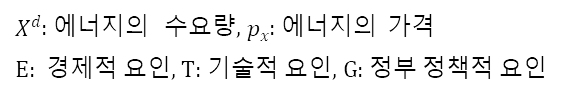 X^d: 에너지의 수요량, p_x: 에너지의 가격
E: 경제적 요인, T: 기술적 요인, G: 정부 정책적 요인